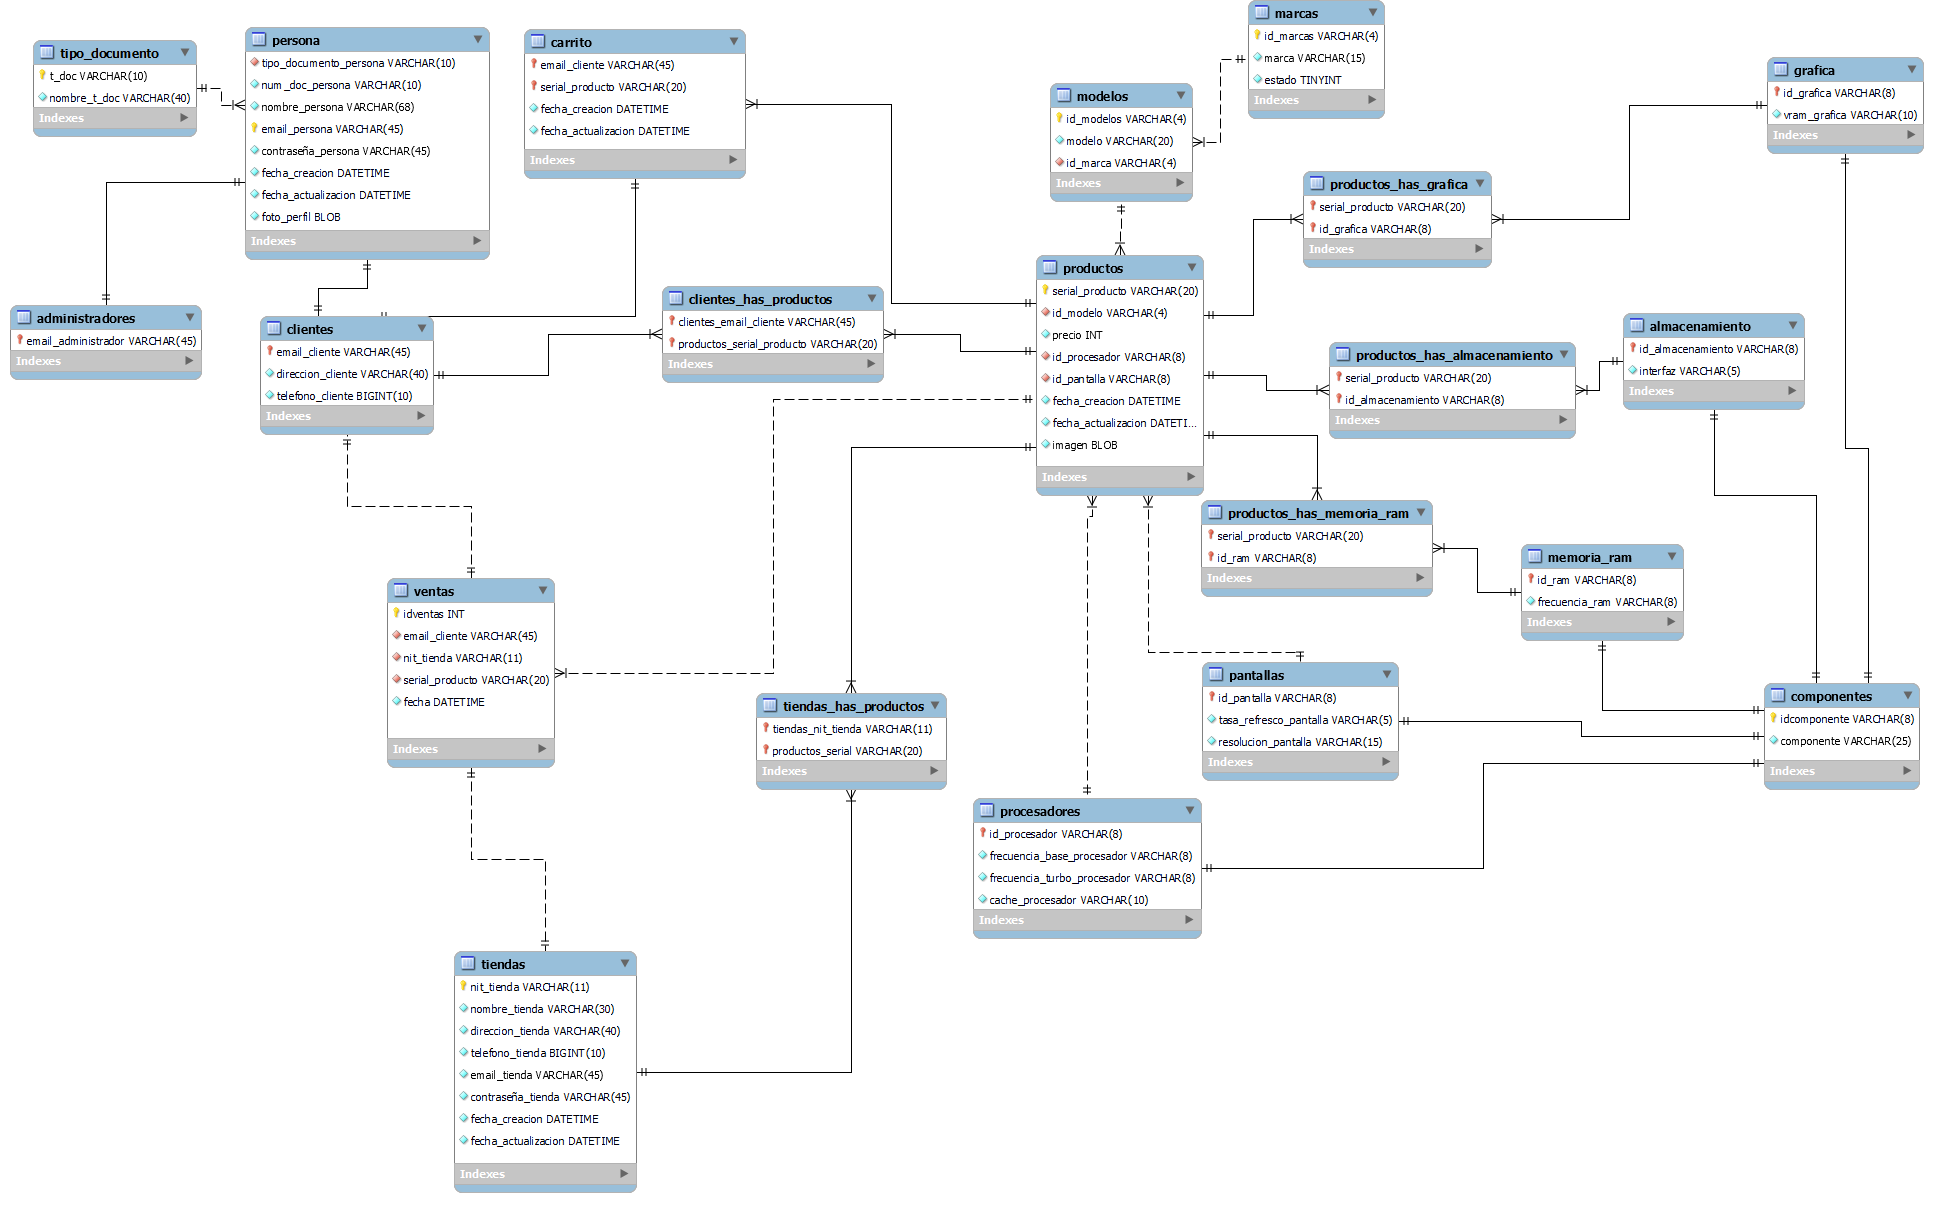 tipo_documento
t_doc VARCHAR(10)
nombre_t_doc VARCHAR(40)
Indexes
persona
tipo_documento_persona VARCHAR(10)
num_doc_persona VARCHAR(10)
nombre_persona VARCHAR(68)
email_persona VARCHAR(45)
contraseña_persona VARCHAR(45)
fecha_creacion DATETIME
fecha_actualizacion DATETIME
foto_perfil BLOB
Indexes
carrito
email_cliente VARCHAR(45)
serial_producto VARCHAR(20)
fecha_creacion DATETIME
fecha_actualizacion DATETIME
Indexes
marcas
id_marcas VARCHAR(4)
marca VARCHAR(15)
estado TINYINT
Indexes
modelos
id_modelos VARCHAR(4)
modelo VARCHAR(20)
id_marca VARCHAR(4)
Indexes
grafica
id_grafica VARCHAR(8)
vram_grafica VARCHAR(10)
Indexes
productos_has_grafica
serial_producto VARCHAR(20)
id_grafica VARCHAR(8)
Indexes
administradores
email_administrador VARCHAR(45)
Indexes
clientes
email_cliente VARCHAR(45)
direccion_cliente VARCHAR(40)
telefono_cliente BIGINT(10)
Indexes
clientes_has_productos
clientes_email_cliente VARCHAR(45)
productos_serial_producto VARCHAR(20)
Indexes
productos
serial_producto VARCHAR(20)
id_modelo VARCHAR(4)
precio INT
id_procesador VARCHAR(8)
id_pantalla VARCHAR(8)
fecha_creacion DATETIME
fecha_actualizacion DATETI...
imagen BLOB
Indexes
productos_has_almacenamiento
serial_producto VARCHAR(20)
id_almacenamiento VARCHAR(8)
Indexes
almacenamiento
id_almacenamiento VARCHAR(8)
interfaz VARCHAR(5)
Indexes
productos_has_memoria_ram
serial_producto VARCHAR(20)
id_ram VARCHAR(8)
Indexes
memoria_ram
id_ram VARCHAR(8)
frecuencia_ram VARCHAR(8)
Indexes
ventas
idventas INT
email_cliente VARCHAR(45)
nit_tienda VARCHAR(11)
serial_producto VARCHAR(20)
fecha DATETIME
Indexes
tiendas_has_productos
tiendas_nit_tienda VARCHAR(11)
productos_serial VARCHAR(20)
Indexes
pantallas
id_pantalla VARCHAR(8)
tasa_refresco_pantalla VARCHAR(5)
resolucion_pantalla VARCHAR(15)
Indexes
componentes
idcomponente VARCHAR(8)
componente VARCHAR(25)
Indexes
procesadores
id_procesador VARCHAR(8)
frecuencia_base_procesador VARCHAR(8)
frecuencia_turbo_procesador VARCHAR(8)
cache_procesador VARCHAR(10)
Indexes
tiendas
nit_tienda VARCHAR(11)
nombre_tienda VARCHAR(30)
direccion_tienda VARCHAR(40)
telefono_tienda BIGINT(10)
email_tienda VARCHAR(45)
contraseña_tienda VARCHAR(45)
fecha_creacion DATETIME
fecha_actualizacion DATETIME
Indexes